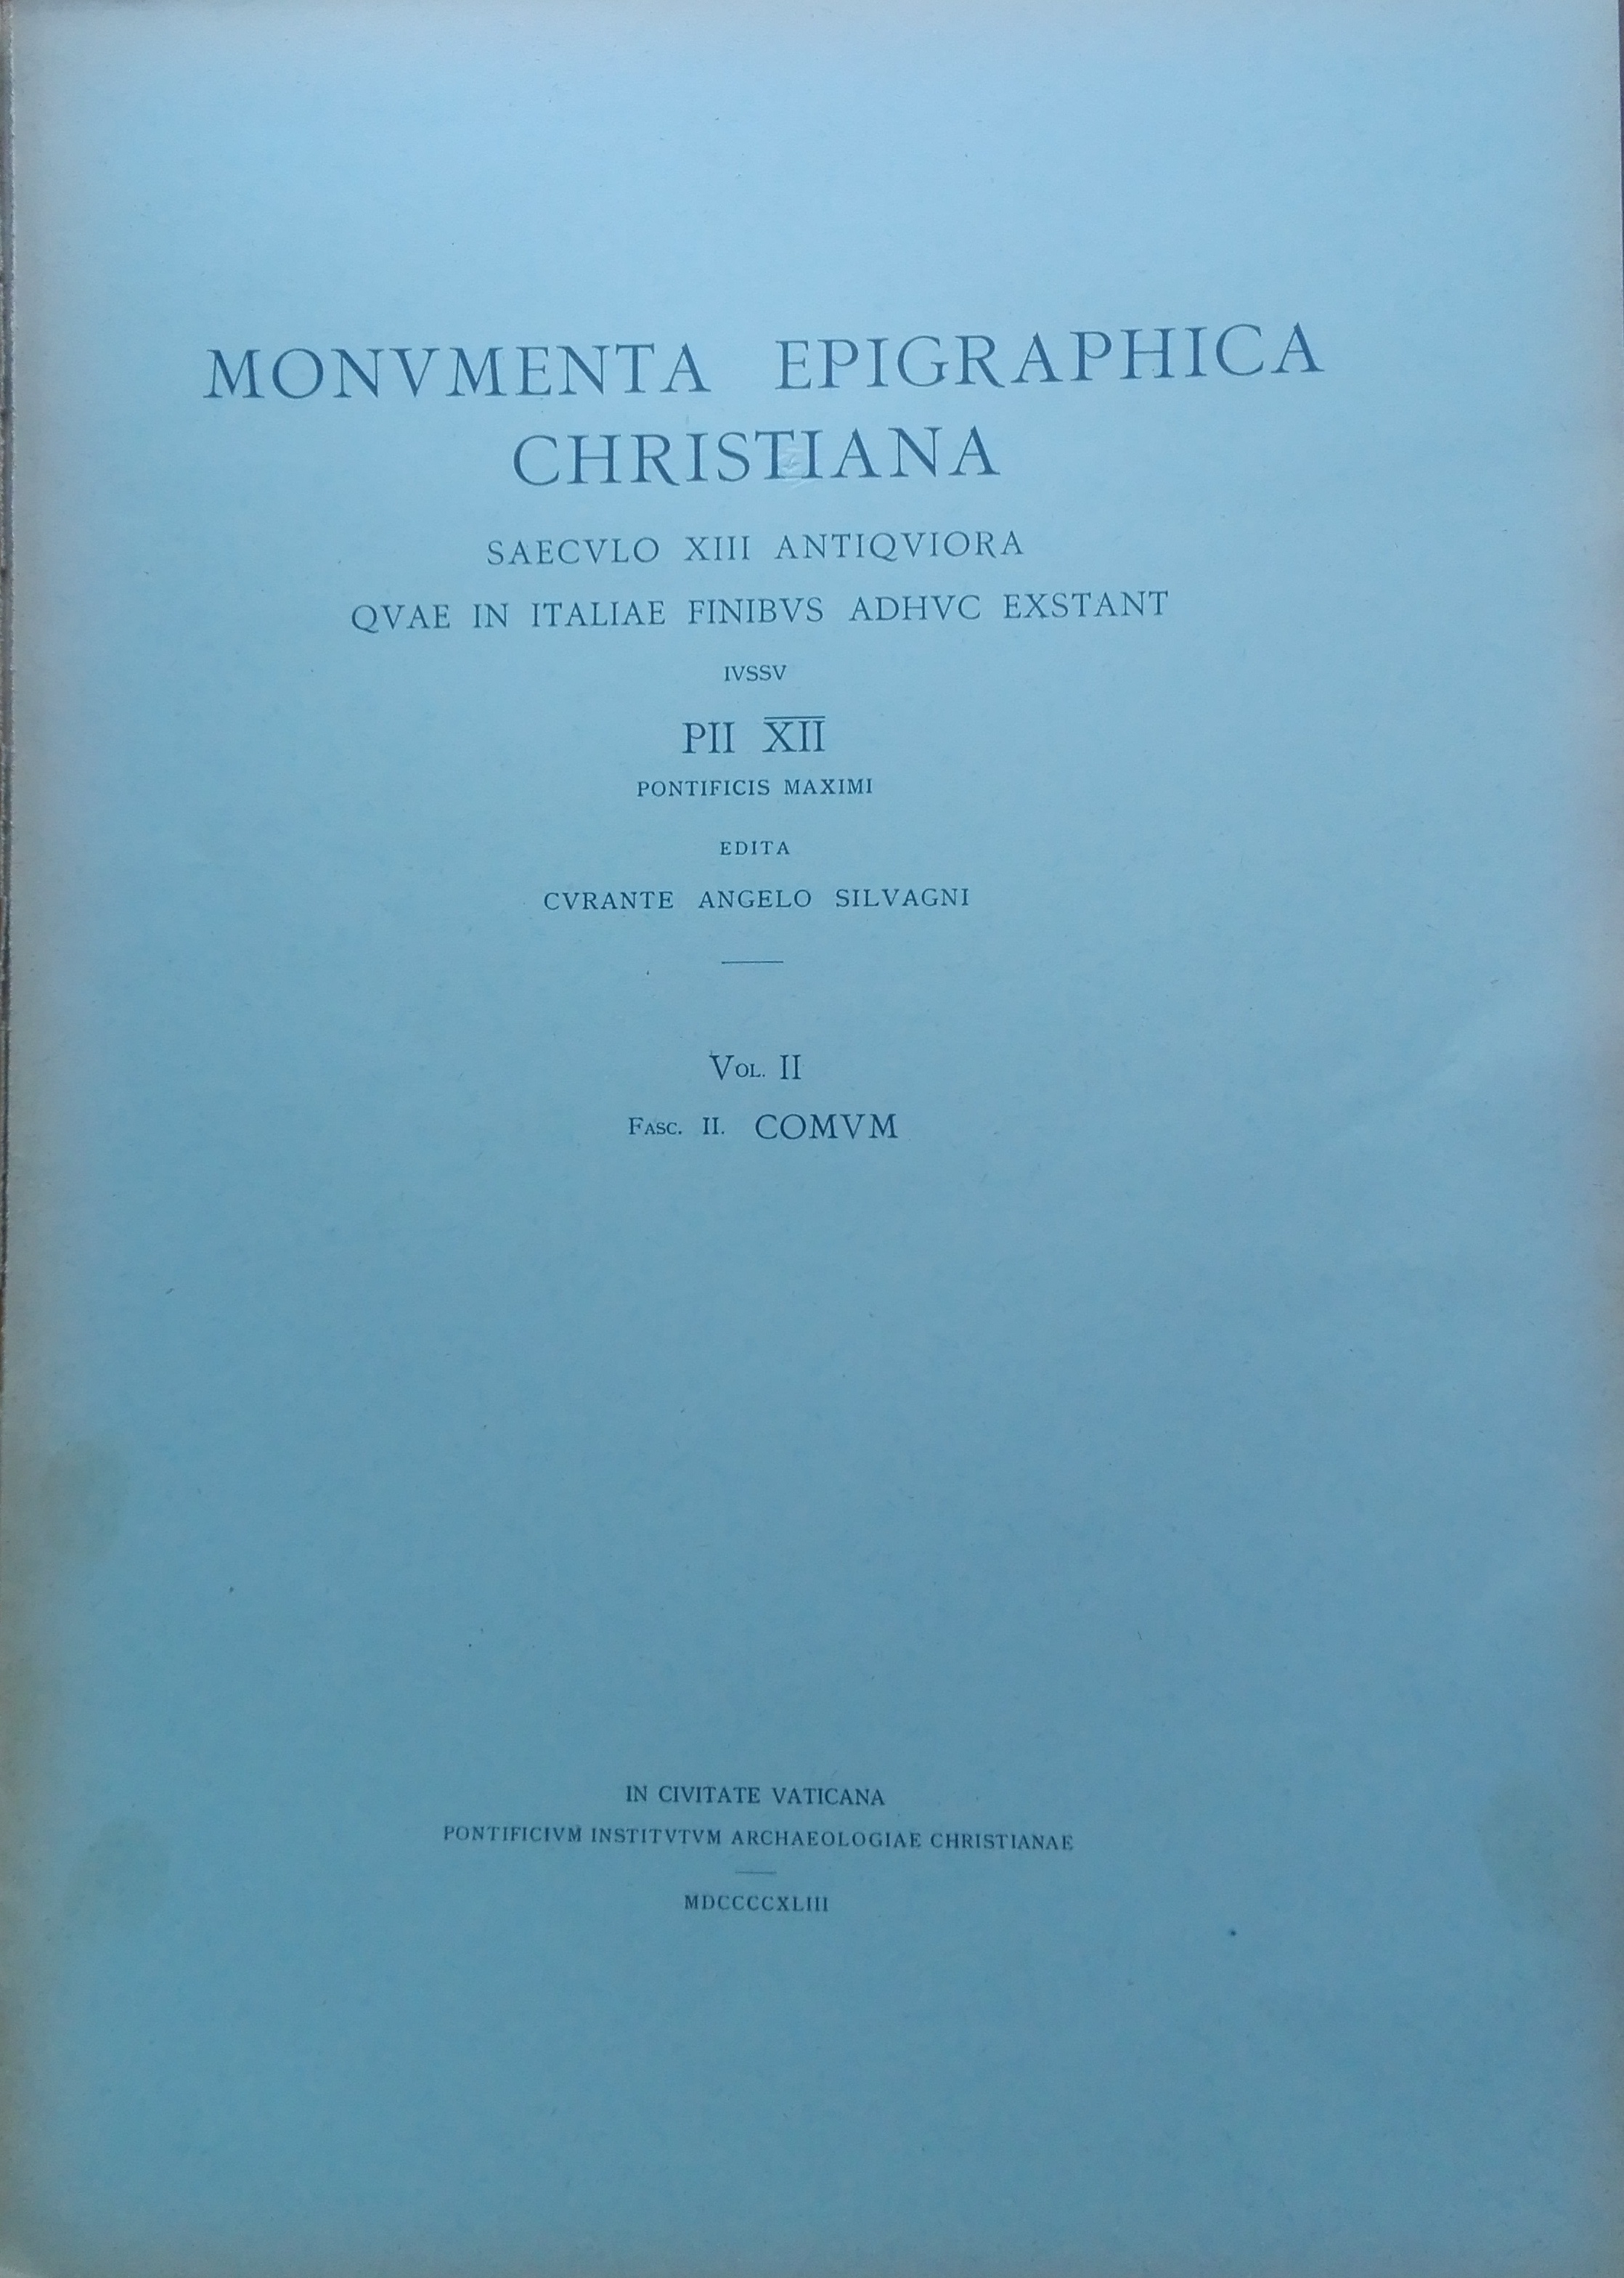 MONVMENTA EPIGRAPHICA
CHRISTIANA
SAECVLO XIII ANTIQVIORA
QVAE IN ITALIAE FINIBVS ADHVC EXSTANT
IVSSV
PII X̅I̅I̅
PONTIFICIS MAXIMI
EDITA
CVRANTE ANGELO SILVAGNI
Vol. II
Fasc. II. COMVM
IN CIVITATE VATICANA
PONTIFICIVM INSTITVTVM ARCHAEOLOGIAE CHRISTIANAE
MDCCCCXLIII